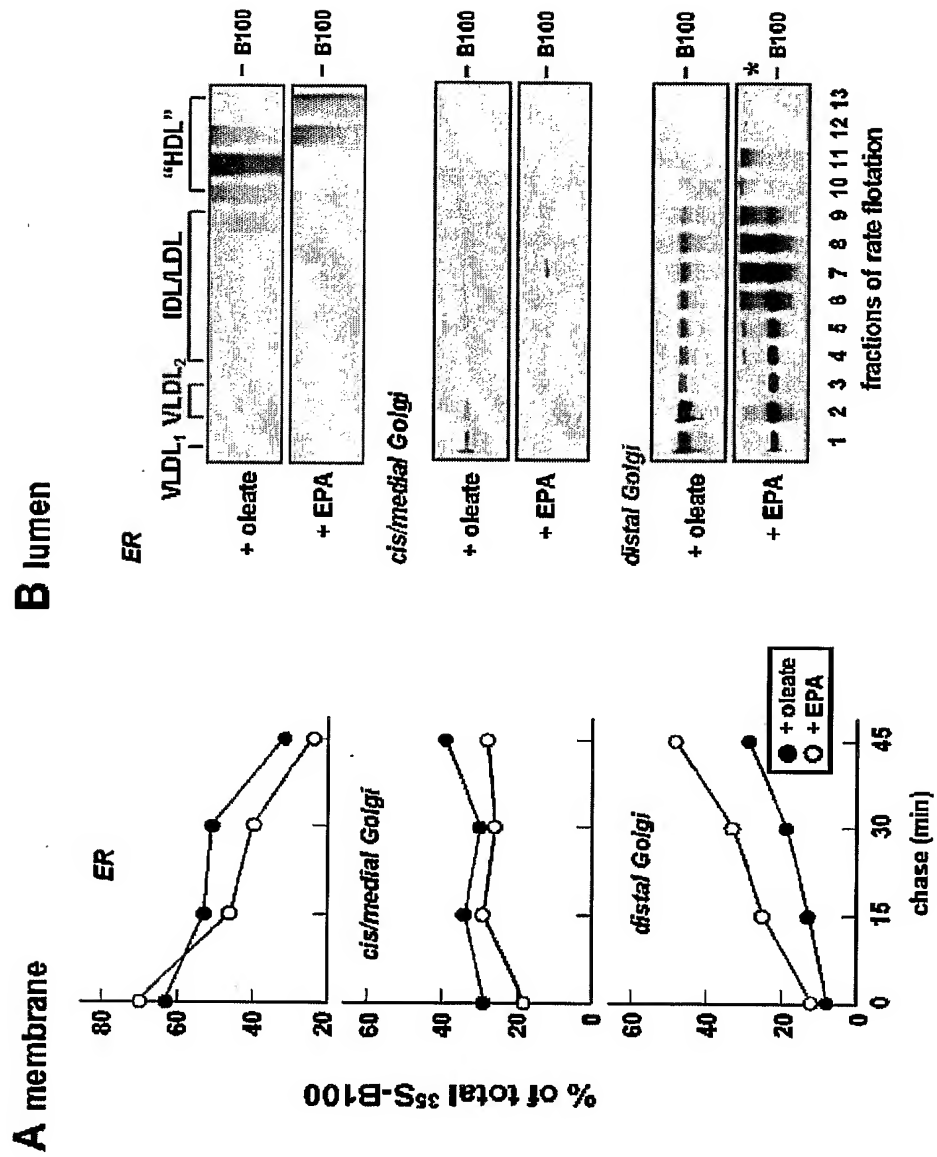 A membrane
% of total ³⁵S-B100
ER
80
60
40
20
cis/medial Golgi
60
40
20
0
distal Golgi
60
40
20
0
0 15 30 45
chase (min)
+ oleate
+ EPA
B lumen
VLDL₁ VLDL₂ IDL/LDL "HDL"
ER
+ oleate – B100
+ EPA – B100
cis/medial Golgi
+ oleate – B100
+ EPA – B100
distal Golgi
+ oleate – B100
*
+ EPA – B100
1 2 3 4 5 6 7 8 9 10 11 12 13
fractions of rate flotation